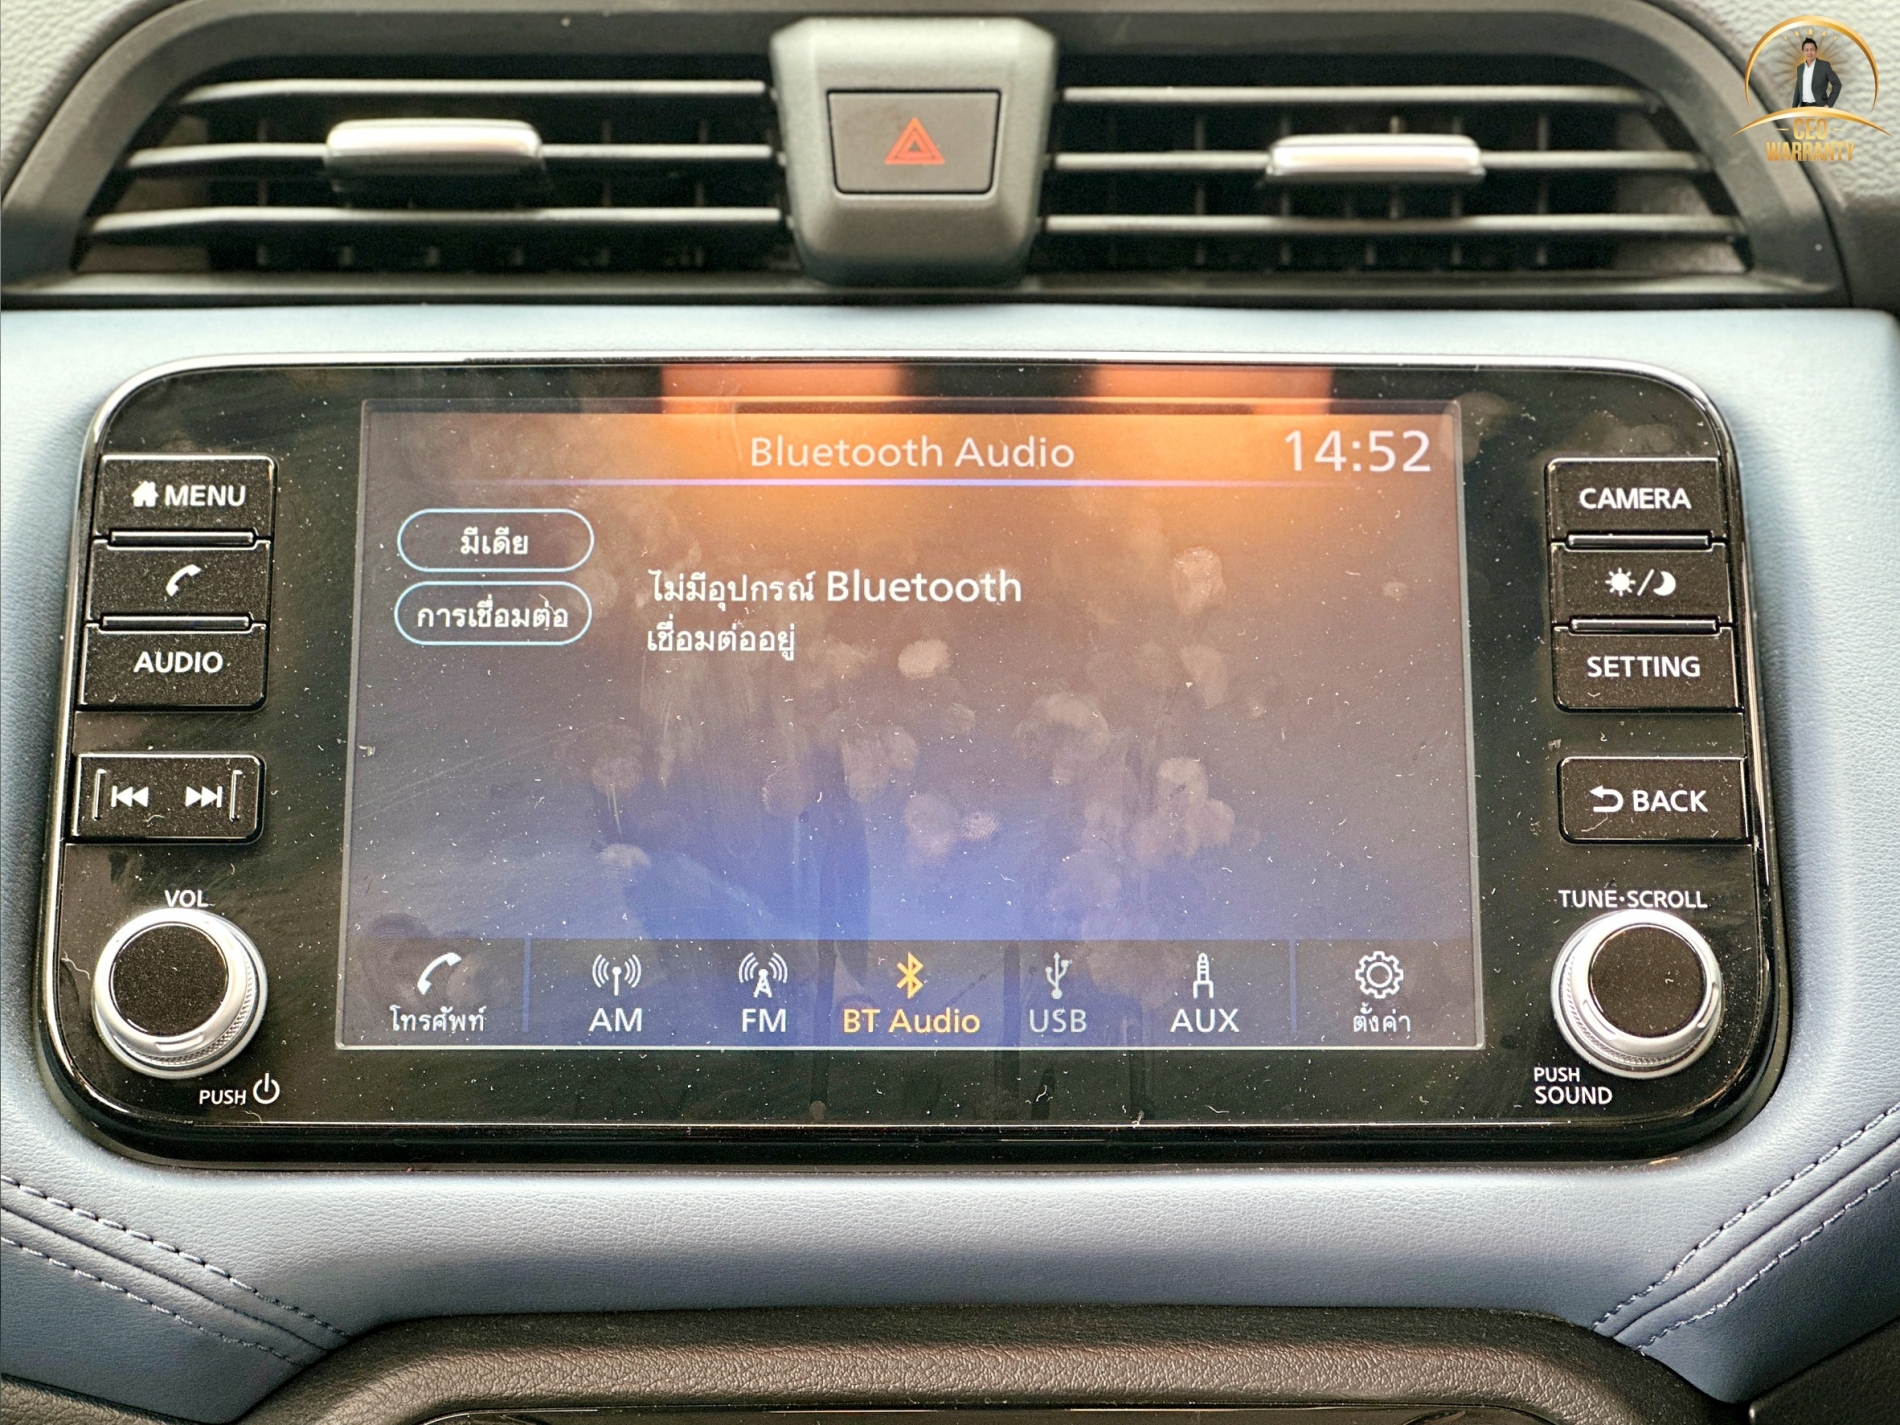 CEO
WARRANTY
Bluetooth Audio
14:52
MENU
AUDIO
VOL
PUSH
มีเดีย
การเชื่อมต่อ
ไม่มีอุปกรณ์ Bluetooth
เชื่อมต่ออยู่
โทรศัพท์
AM
FM
BT Audio
USB
AUX
ตั้งค่า
CAMERA
SETTING
BACK
TUNE·SCROLL
PUSH
SOUND